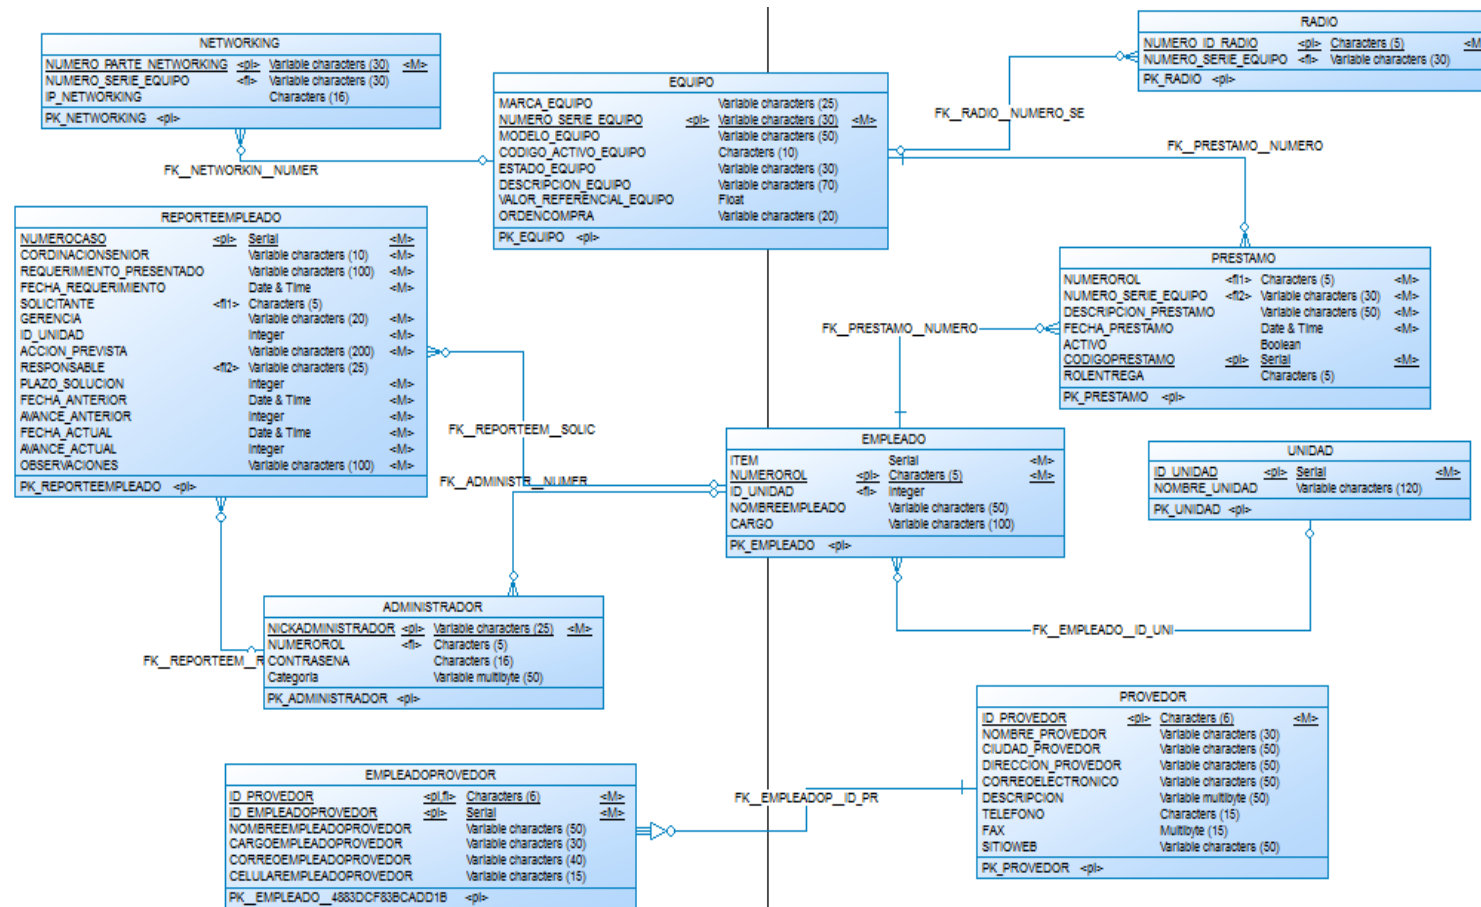 NETWORKING
NUMERO_PARTE_NETWORKING <pi> Variable characters (30) <M>
NUMERO_SERIE_EQUIPO <fi> Variable characters (30)
IP_NETWORKING Characters (16)
PK_NETWORKING <pi>
EQUIPO
MARCA_EQUIPO Variable characters (25)
NUMERO_SERIE_EQUIPO <pi> Variable characters (30) <M>
MODELO_EQUIPO Variable characters (50)
CODIGO_ACTIVO_EQUIPO Characters (10)
ESTADO_EQUIPO Variable characters (30)
DESCRIPCION_EQUIPO Variable characters (70)
VALOR_REFERENCIAL_EQUIPO Float
ORDENCOMPRA Variable characters (20)
PK_EQUIPO <pi>
RADIO
NUMERO_ID_RADIO <pi> Characters (5) <M
NUMERO_SERIE_EQUIPO <fi> Variable characters (30)
PK_RADIO <pi>
FK_RADIO_NUMERO_SE
FK_PRESTAMO_NUMERO
FK_NETWORKIN_NUMER
REPORTEEMPLEADO
NUMEROCASO <pi> Serial <M>
CORDINACIONSENIOR Variable characters (10) <M>
REQUERIMIENTO_PRESENTADO Variable characters (100) <M>
FECHA_REQUERIMIENTO Date & Time <M>
SOLICITANTE <fi1> Characters (5)
GERENCIA Variable characters (20) <M>
ID_UNIDAD Integer <M>
ACCION_PREVISTA Variable characters (200) <M>
RESPONSABLE <fi2> Variable characters (25)
PLAZO_SOLUCION Integer <M>
FECHA_ANTERIOR Date & Time <M>
AVANCE_ANTERIOR Integer <M>
FECHA_ACTUAL Date & Time <M>
AVANCE_ACTUAL Integer <M>
OBSERVACIONES Variable characters (100) <M>
PK_REPORTEEMPLEADO <pi>
PRESTAMO
NUMEROROL <fi1> Characters (5) <M>
NUMERO_SERIE_EQUIPO <fi2> Variable characters (30) <M>
DESCRIPCION_PRESTAMO Variable characters (50) <M>
FECHA_PRESTAMO Date & Time <M>
ACTIVO Boolean
CODIGOPRESTAMO <pi> Serial <M>
ROLENTREGA Characters (5)
PK_PRESTAMO <pi>
FK_PRESTAMO_NUMERO
FK_REPORTEEM_SOLIC
FK_ADMINISTR_NUMER
EMPLEADO
ITEM Serial <M>
NUMEROROL <pi> Characters (5) <M>
ID_UNIDAD <fi> Integer
NOMBREEMPLEADO Variable characters (50)
CARGO Variable characters (100)
PK_EMPLEADO <pi>
UNIDAD
ID_UNIDAD <pi> Serial <M>
NOMBRE_UNIDAD Variable characters (120)
PK_UNIDAD <pi>
FK_EMPLEADO_ID_UNI
ADMINISTRADOR
NICKADMINISTRADOR <pi> Variable characters (25) <M>
NUMEROROL <fi> Characters (5)
CONTRASENA Characters (16)
Categoria Variable multibyte (50)
PK_ADMINISTRADOR <pi>
FK_REPORTEEM_R
PROVEDOR
ID_PROVEDOR <pi> Characters (6) <M>
NOMBRE_PROVEDOR Variable characters (30)
CIUDAD_PROVEDOR Variable characters (50)
DIRECCION_PROVEDOR Variable characters (50)
CORREOELECTRONICO Variable characters (50)
DESCRIPCION Variable multibyte (50)
TELEFONO Characters (15)
FAX Multibyte (15)
SITIOWEB Variable characters (50)
PK_PROVEDOR <pi>
FK_EMPLEADOP_ID_PR
EMPLEADOPROVEDOR
ID_PROVEDOR <pi,fi> Characters (6) <M>
ID_EMPLEADOPROVEDOR <pi> Serial <M>
NOMBREEMPLEADOPROVEDOR Variable characters (50)
CARGOEMPLEADOPROVEDOR Variable characters (30)
CORREOEMPLEADOPROVEDOR Variable characters (40)
CELULAREMPLEADOPROVEDOR Variable characters (15)
PK_EMPLEADO_4883DCF83BCADD1B <pi>